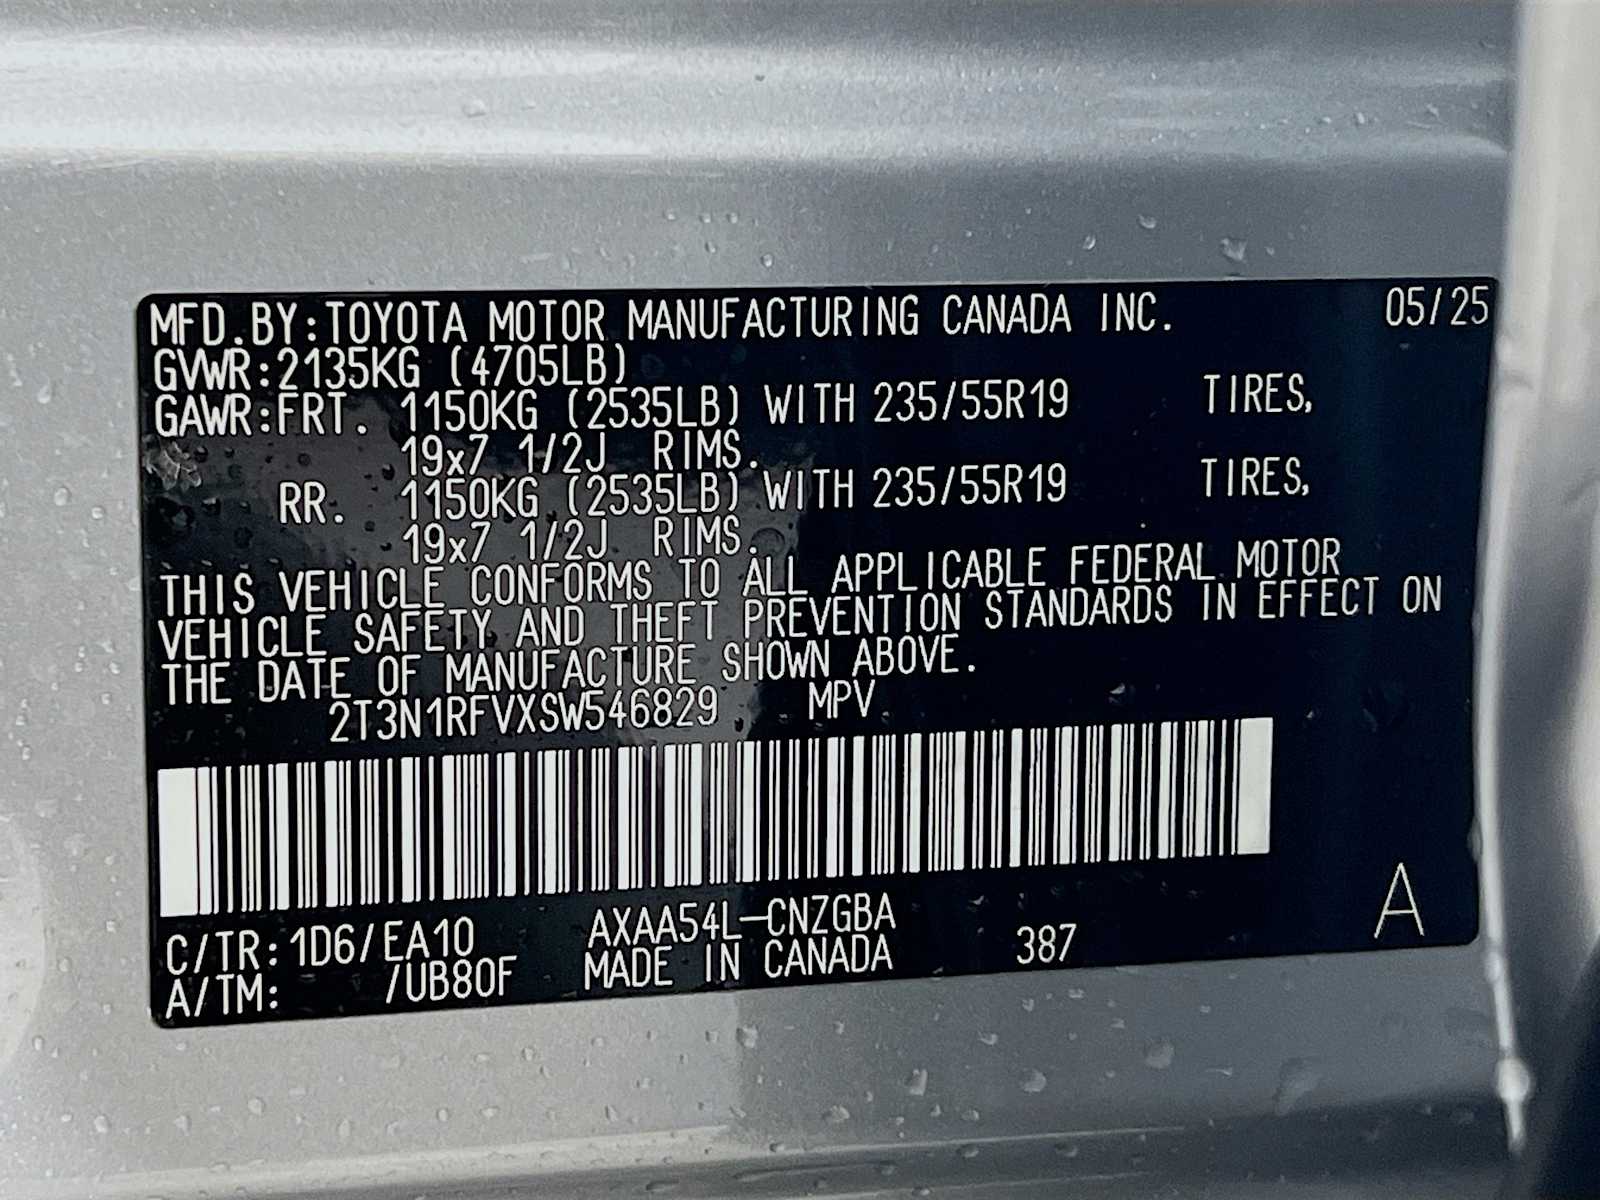 MFD.BY:TOYOTA MOTOR MANUFACTURING CANADA INC. 05/25
GVWR:2135KG (4705LB)
GAWR:FRT. 1150KG (2535LB) WITH 235/55R19 TIRES,
19x7 1/2J RIMS.
RR. 1150KG (2535LB) WITH 235/55R19 TIRES,
19x7 1/2J RIMS.
THIS VEHICLE CONFORMS TO ALL APPLICABLE FEDERAL MOTOR
VEHICLE SAFETY AND THEFT PREVENTION STANDARDS IN EFFECT ON
THE DATE OF MANUFACTURE SHOWN ABOVE.
2T3N1RFVXSW546829 MPV
C/TR:1D6/EA10 AXAA54L-CNZGBA
A/TM: /UB80F MADE IN CANADA 387 A